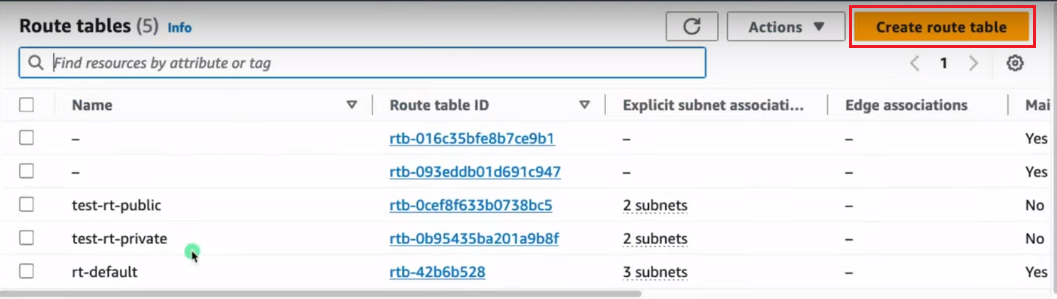 Route tables (5) Info Actions Create route table
Find resources by attribute or tag 1
Name Route table ID Explicit subnet associati... Edge associations Mai
– rtb-016c35bfe8b7ce9b1 – – Yes
– rtb-093eddb01d691c947 – – Yes
test-rt-public rtb-0cef8f633b0738bc5 2 subnets – No
test-rt-private rtb-0b95435ba201a9b8f 2 subnets – No
rt-default rtb-42b6b528 3 subnets – Yes